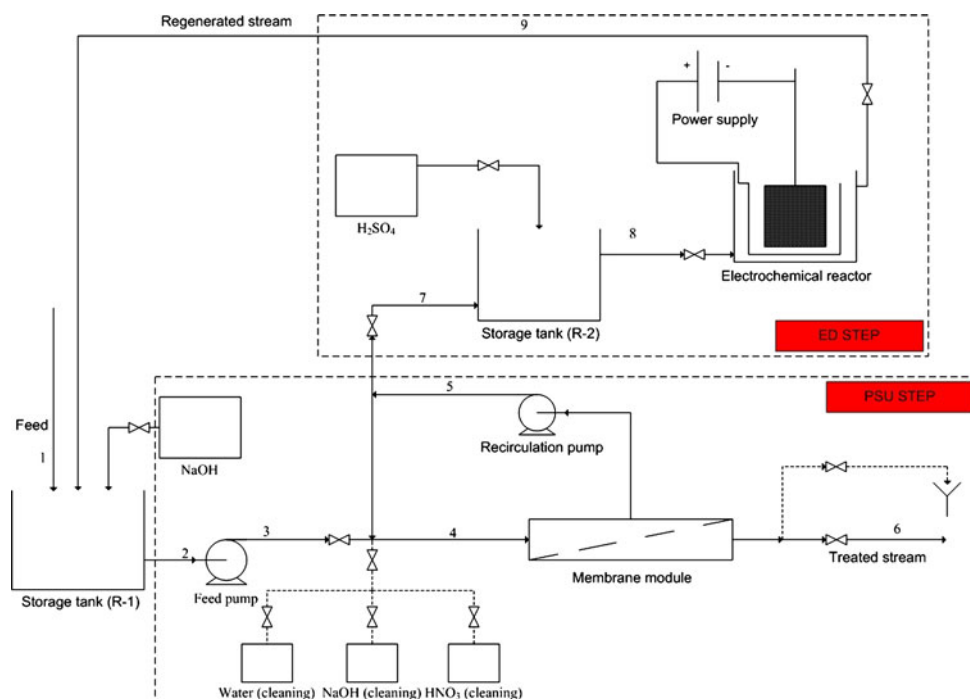 Regenerated stream
9
+
-
Power supply
H₂SO₄
8
Electrochemical reactor
7
Storage tank (R-2)
ED STEP
5
PSU STEP
Feed
1
NaOH
Recirculation pump
3
4
6
2
Treated stream
Membrane module
Feed pump
Storage tank (R-1)
Water (cleaning)
NaOH (cleaning)
HNO₃ (cleaning)